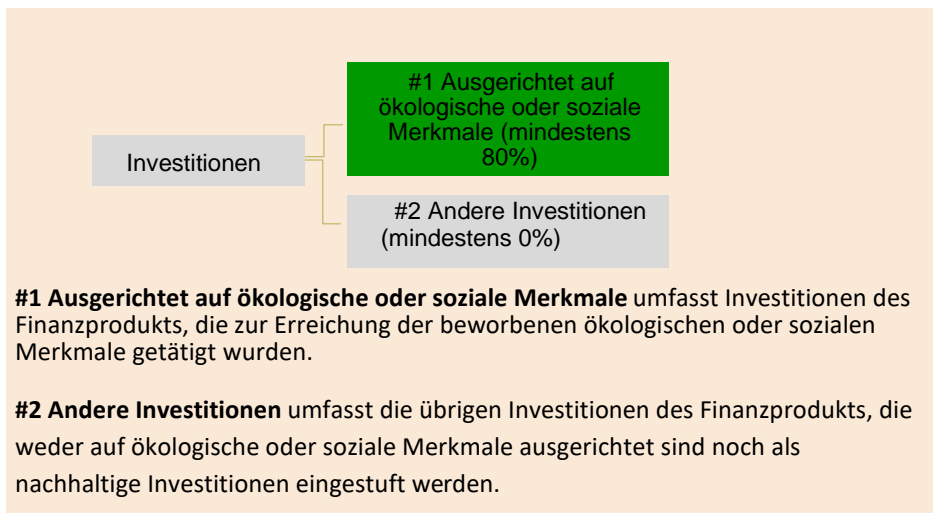 #1 Ausgerichtet auf
ökologische oder soziale
Merkmale (mindestens
80%)
Investitionen
#2 Andere Investitionen
(mindestens 0%)
#1 Ausgerichtet auf ökologische oder soziale Merkmale umfasst Investitionen des
Finanzprodukts, die zur Erreichung der beworbenen ökologischen oder sozialen
Merkmale getätigt wurden.
#2 Andere Investitionen umfasst die übrigen Investitionen des Finanzprodukts, die
weder auf ökologische oder soziale Merkmale ausgerichtet sind noch als
nachhaltige Investitionen eingestuft werden.